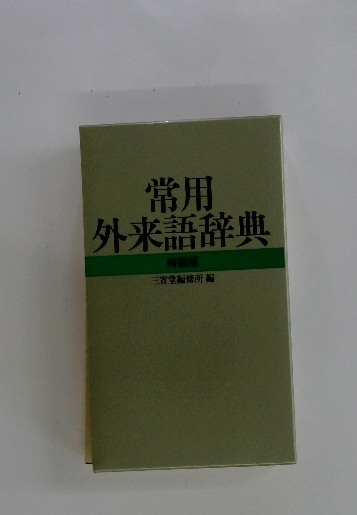 常用
外来語辞典
三省堂編修所 編